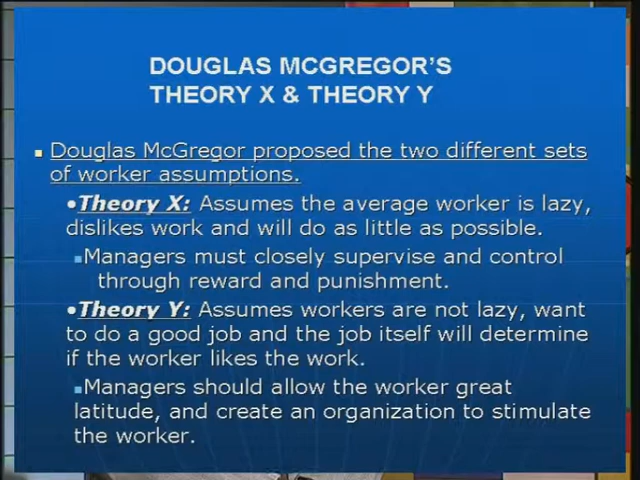 DOUGLAS MCGREGOR'S
THEORY X & THEORY Y
Douglas McGregor proposed the two different sets
of worker assumptions.
•Theory X: Assumes the average worker is lazy,
dislikes work and will do as little as possible.
Managers must closely supervise and control
through reward and punishment.
•Theory Y: Assumes workers are not lazy, want
to do a good job and the job itself will determine
if the worker likes the work.
Managers should allow the worker great
latitude, and create an organization to stimulate
the worker.